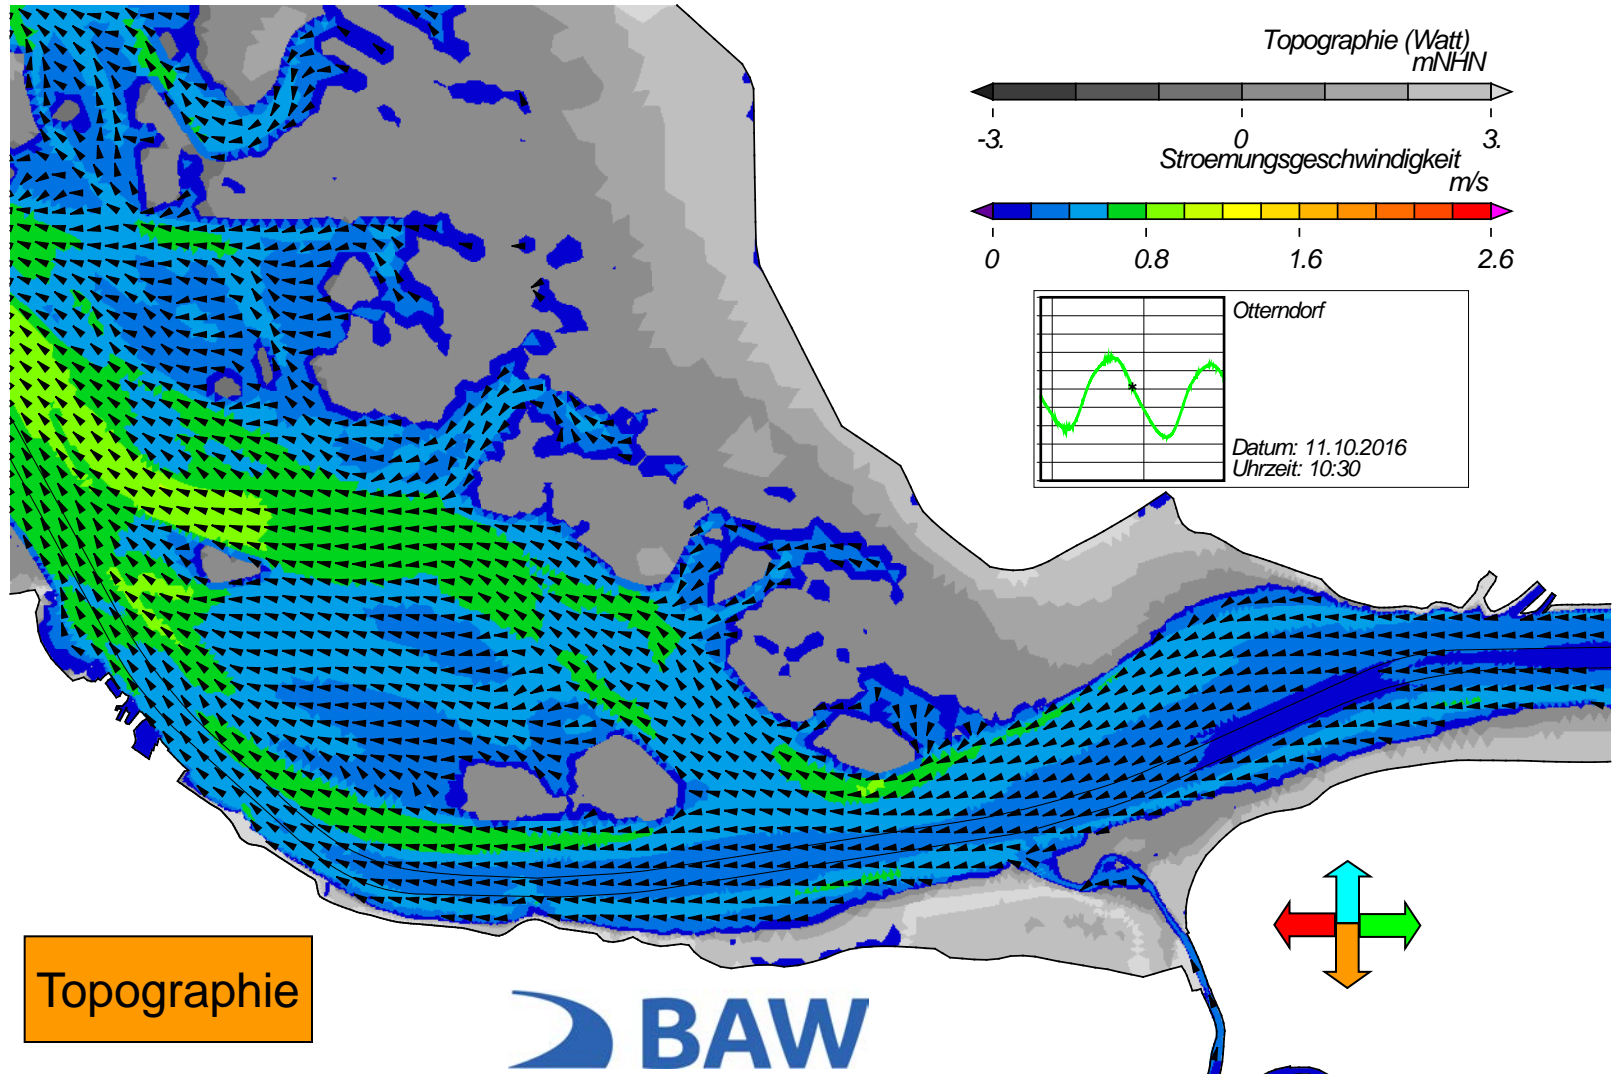 Topographie (Watt)
mNHN
-3. 0 3.
Stroemungsgeschwindigkeit
m/s
0 0.8 1.6 2.6
Otterndorf
Datum: 11.10.2016
Uhrzeit: 10:30
Topographie
BAW